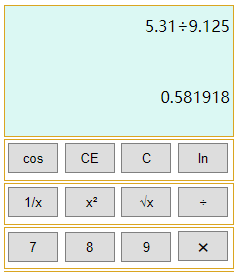 5.31÷9.125
0.581918
cos CE C ln
1/x x² √x ÷
7 8 9 ×